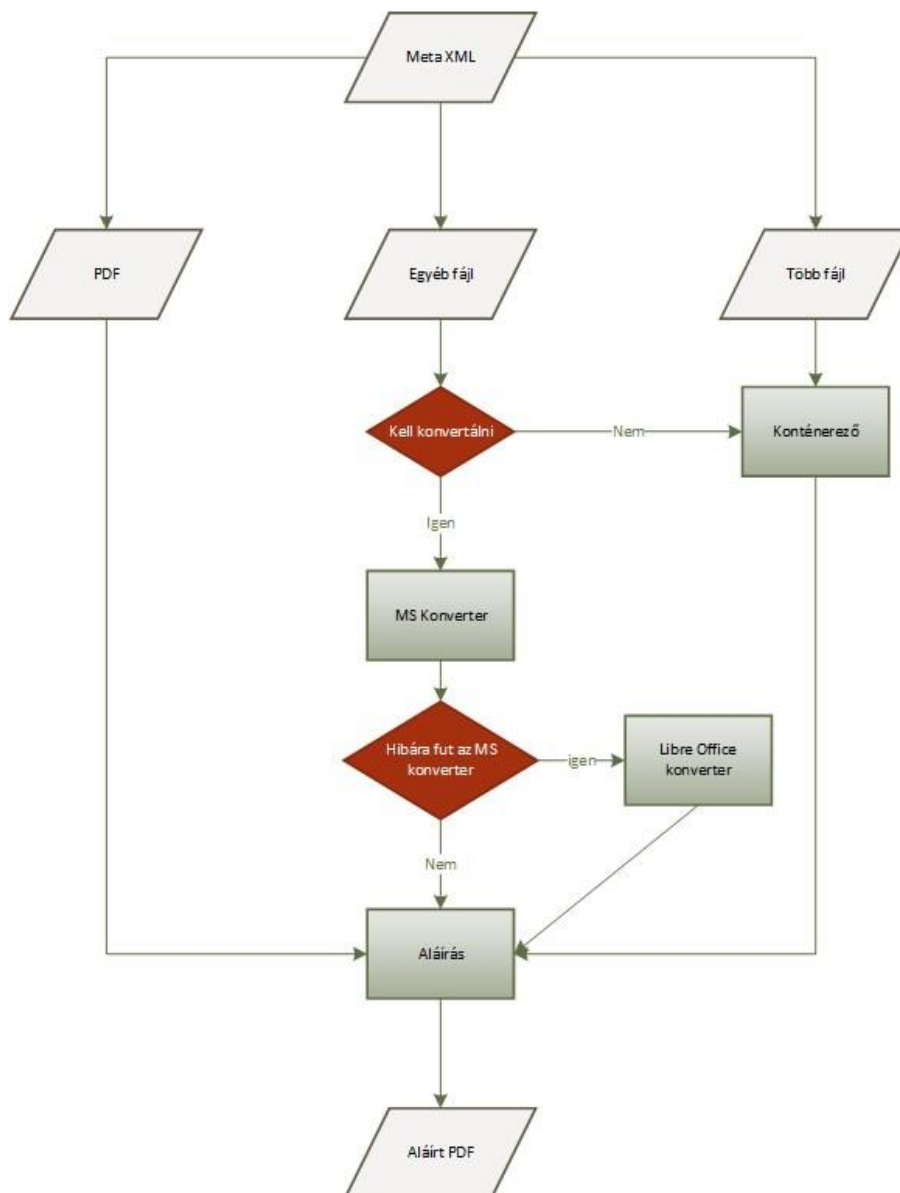 Meta XML
PDF
Egyéb fájl
Több fájl
Kell konvertálni
Nem
Konténerező
Igen
MS Konverter
Hibára fut az MS
konverter
igen
Libre Office
konverter
Nem
Aláírás
Aláírt PDF